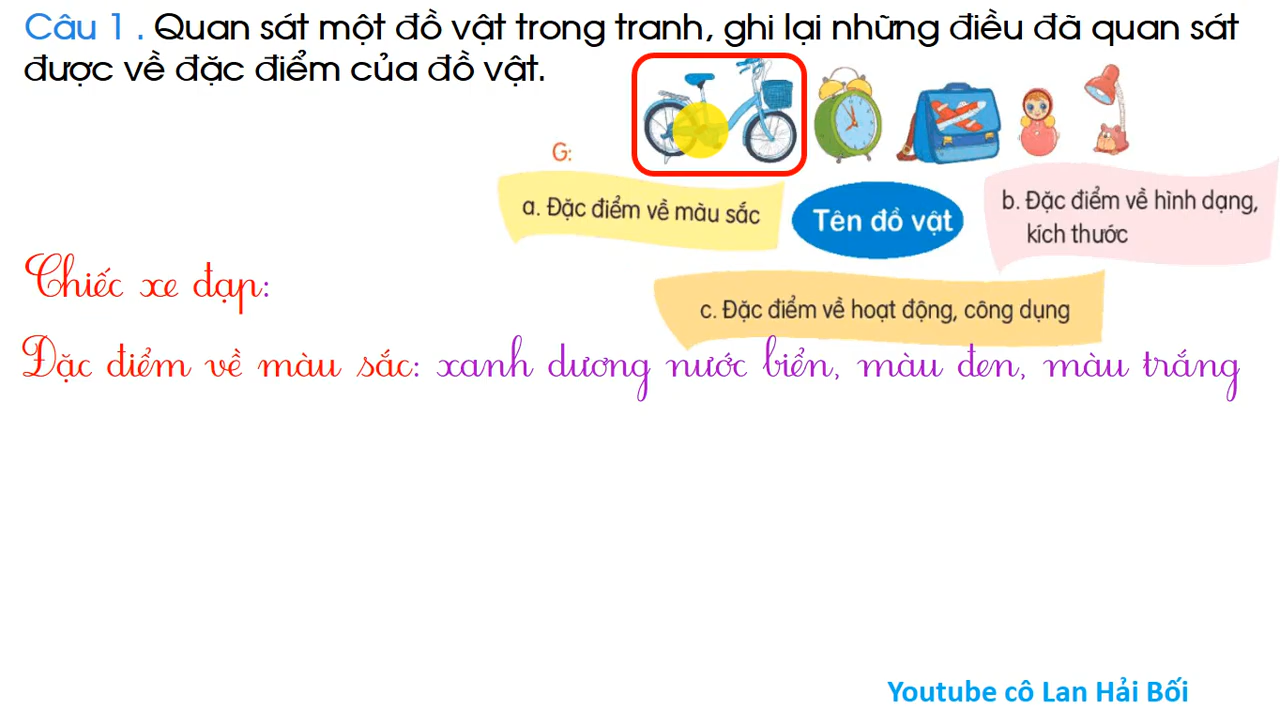 Câu 1 . Quan sát một đồ vật trong tranh, ghi lại những điều đã quan sát
được về đặc điểm của đồ vật.
G:
a. Đặc điểm về màu sắc
Tên đồ vật
b. Đặc điểm về hình dạng,
kích thước
c. Đặc điểm về hoạt động, công dụng
Chiếc xe đạp:
Đặc điểm về màu sắc: xanh dương nước biển, màu đen, màu trắng
Youtube cô Lan Hải Bối